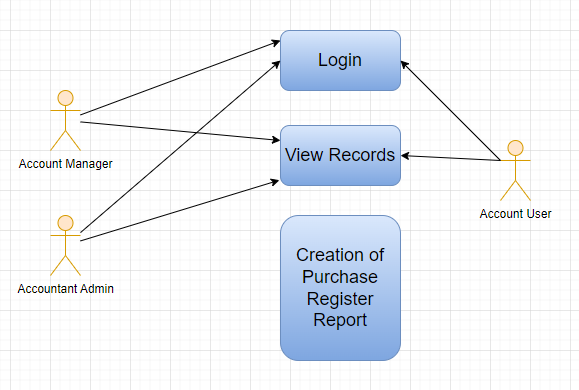 Login
Account Manager
View Records
Account User
Accountant Admin
Creation of
Purchase
Register
Report